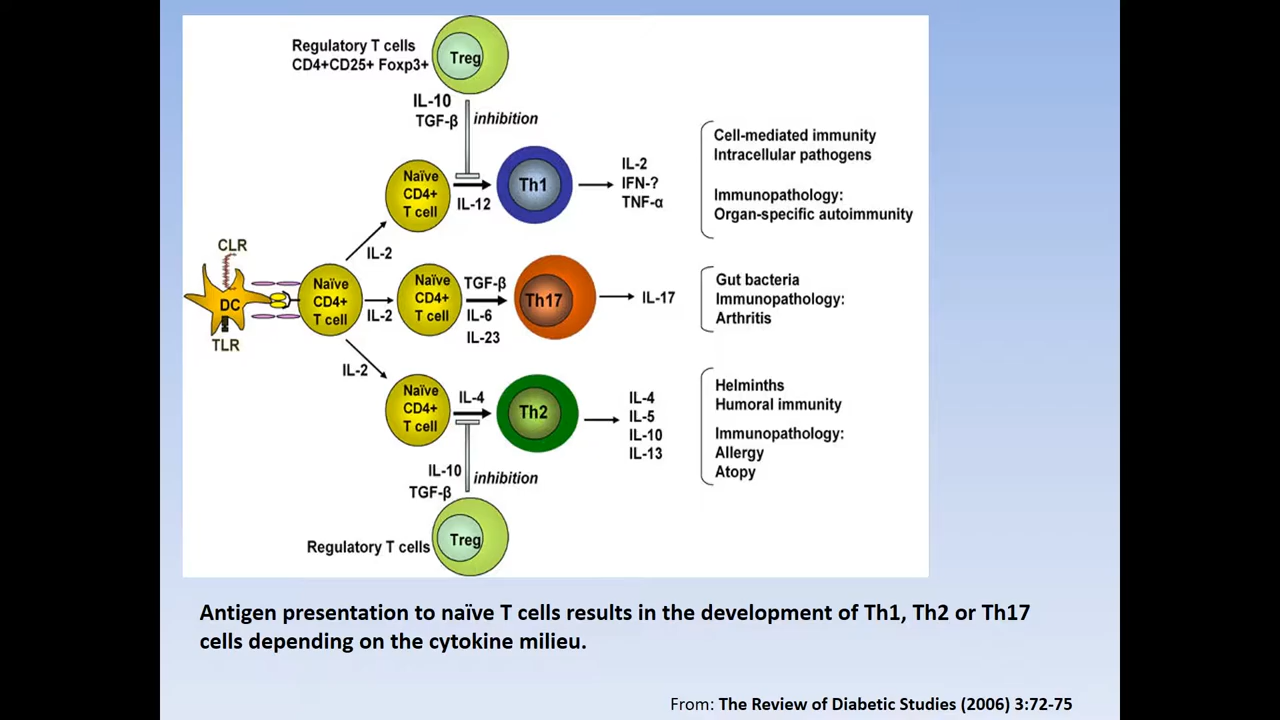 Regulatory T cells
CD4+CD25+ Foxp3+
Treg
IL-10
TGF-β
inhibition
Naïve
CD4+
T cell
IL-12
Th1
IL-2
IFN-?
TNF-α
Cell-mediated immunity
Intracellular pathogens
Immunopathology:
Organ-specific autoimmunity
IL-2
CLR
DC
TLR
Naïve
CD4+
T cell
IL-2
Naïve
CD4+
T cell
TGF-β
IL-6
IL-23
Th17
IL-17
Gut bacteria
Immunopathology:
Arthritis
IL-2
Naïve
CD4+
T cell
IL-4
Th2
IL-4
IL-5
IL-10
IL-13
Helminths
Humoral immunity
Immunopathology:
Allergy
Atopy
IL-10
TGF-β
inhibition
Regulatory T cells
Treg
Antigen presentation to naïve T cells results in the development of Th1, Th2 or Th17
cells depending on the cytokine milieu.
From: The Review of Diabetic Studies (2006) 3:72-75